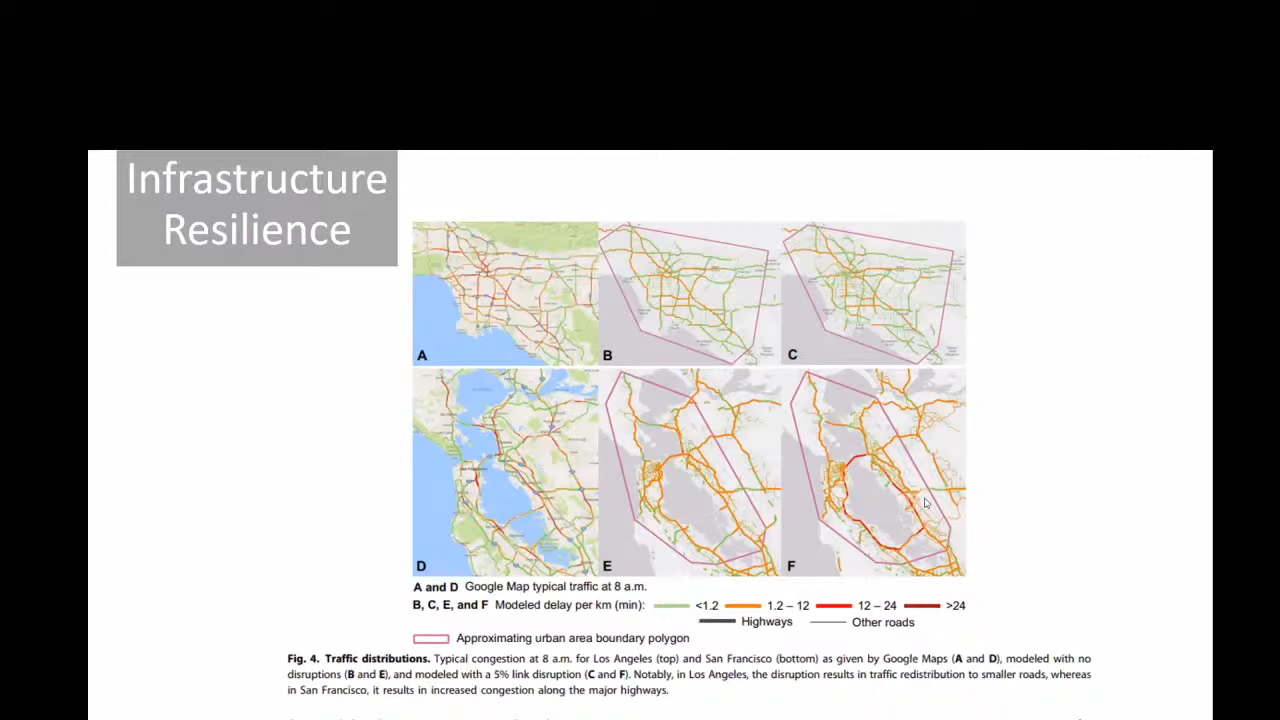 Infrastructure
Resilience
A
B
C
D
E
F
A and D Google Map typical traffic at 8 a.m.
B, C, E, and F Modeled delay per km (min): <1.2 1.2 – 12 12 – 24 >24
Highways Other roads
Approximating urban area boundary polygon
Fig. 4. Traffic distributions. Typical congestion at 8 a.m. for Los Angeles (top) and San Francisco (bottom) as given by Google Maps (A and D), modeled with no
disruptions (B and E), and modeled with a 5% link disruption (C and F). Notably, in Los Angeles, the disruption results in traffic redistribution to smaller roads, whereas
in San Francisco, it results in increased congestion along the major highways.